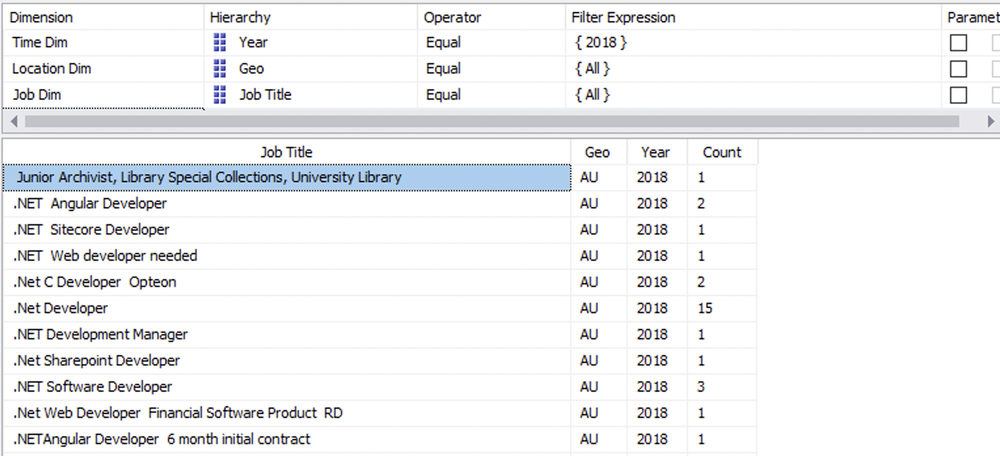 Dimension Hierarchy Operator Filter Expression Paramet
Time Dim Year Equal { 2018 }
Location Dim Geo Equal { All }
Job Dim Job Title Equal { All }
Job Title Geo Year Count
Junior Archivist, Library Special Collections, University Library AU 2018 1
.NET  Angular Developer AU 2018 2
.NET  Sitecore Developer AU 2018 1
.NET  Web developer needed AU 2018 1
.Net C Developer  Opteon AU 2018 2
.Net Developer AU 2018 15
.NET Development Manager AU 2018 1
.Net Sharepoint Developer AU 2018 1
.NET Software Developer AU 2018 3
.Net Web Developer  Financial Software Product  RD AU 2018 1
.NETAngular Developer  6 month initial contract AU 2018 1